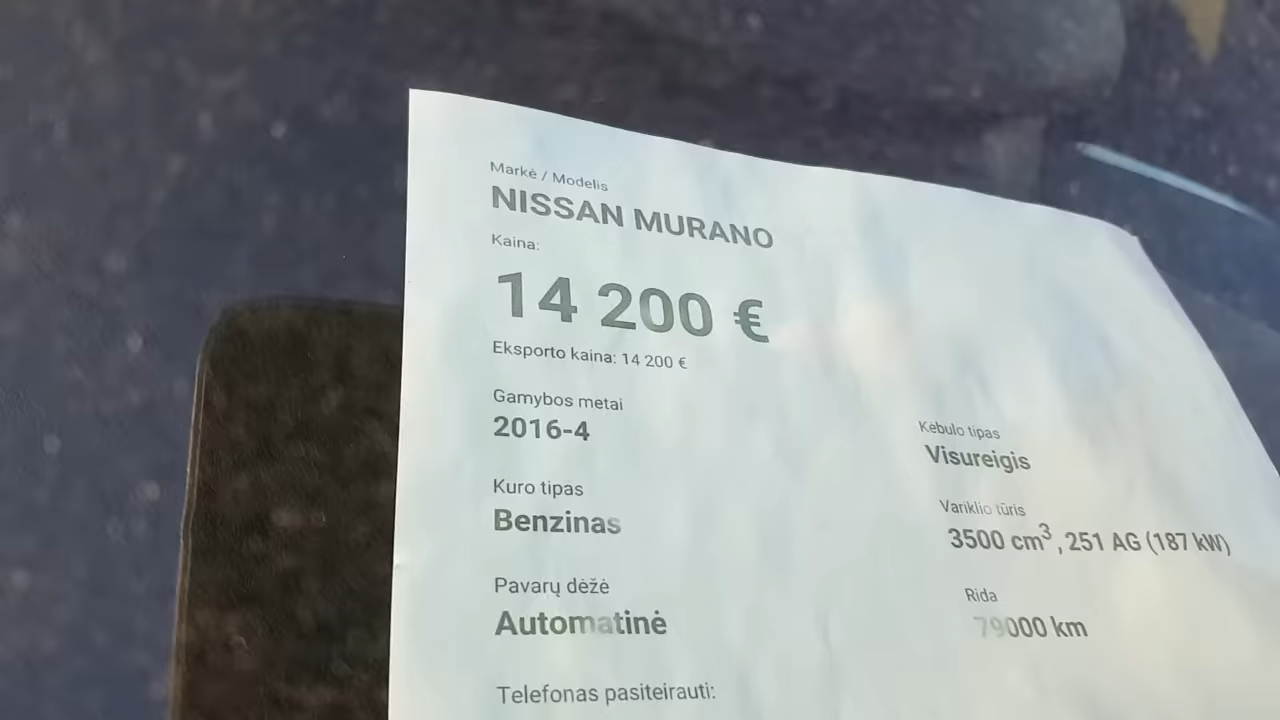 Markė / Modelis
NISSAN MURANO
Kaina:
14 200 €
Eksporto kaina: 14 200 €
Gamybos metai
2016-4
Kėbulo tipas
Visureigis
Kuro tipas
Benzinas
Variklio tūris
3500 cm³, 251 AG (187 kW)
Pavarų dėžė
Automatinė
Rida
79000 km
Telefonas pasiteirauti: